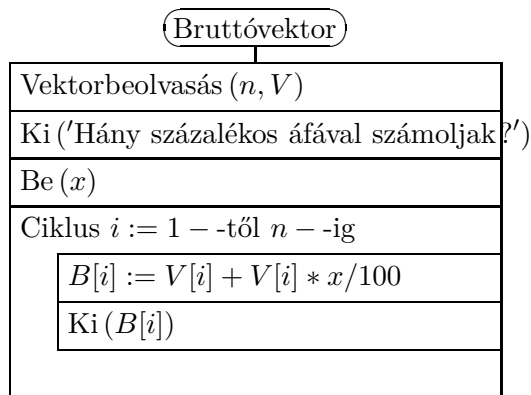 Bruttóvektor
Vektorbeolvasás (n, V)
Ki ('Hány százalékos áfával számoljak?')
Be (x)
Ciklus i := 1 − -től n − -ig
B[i] := V[i] + V[i] ∗ x/100
Ki (B[i])